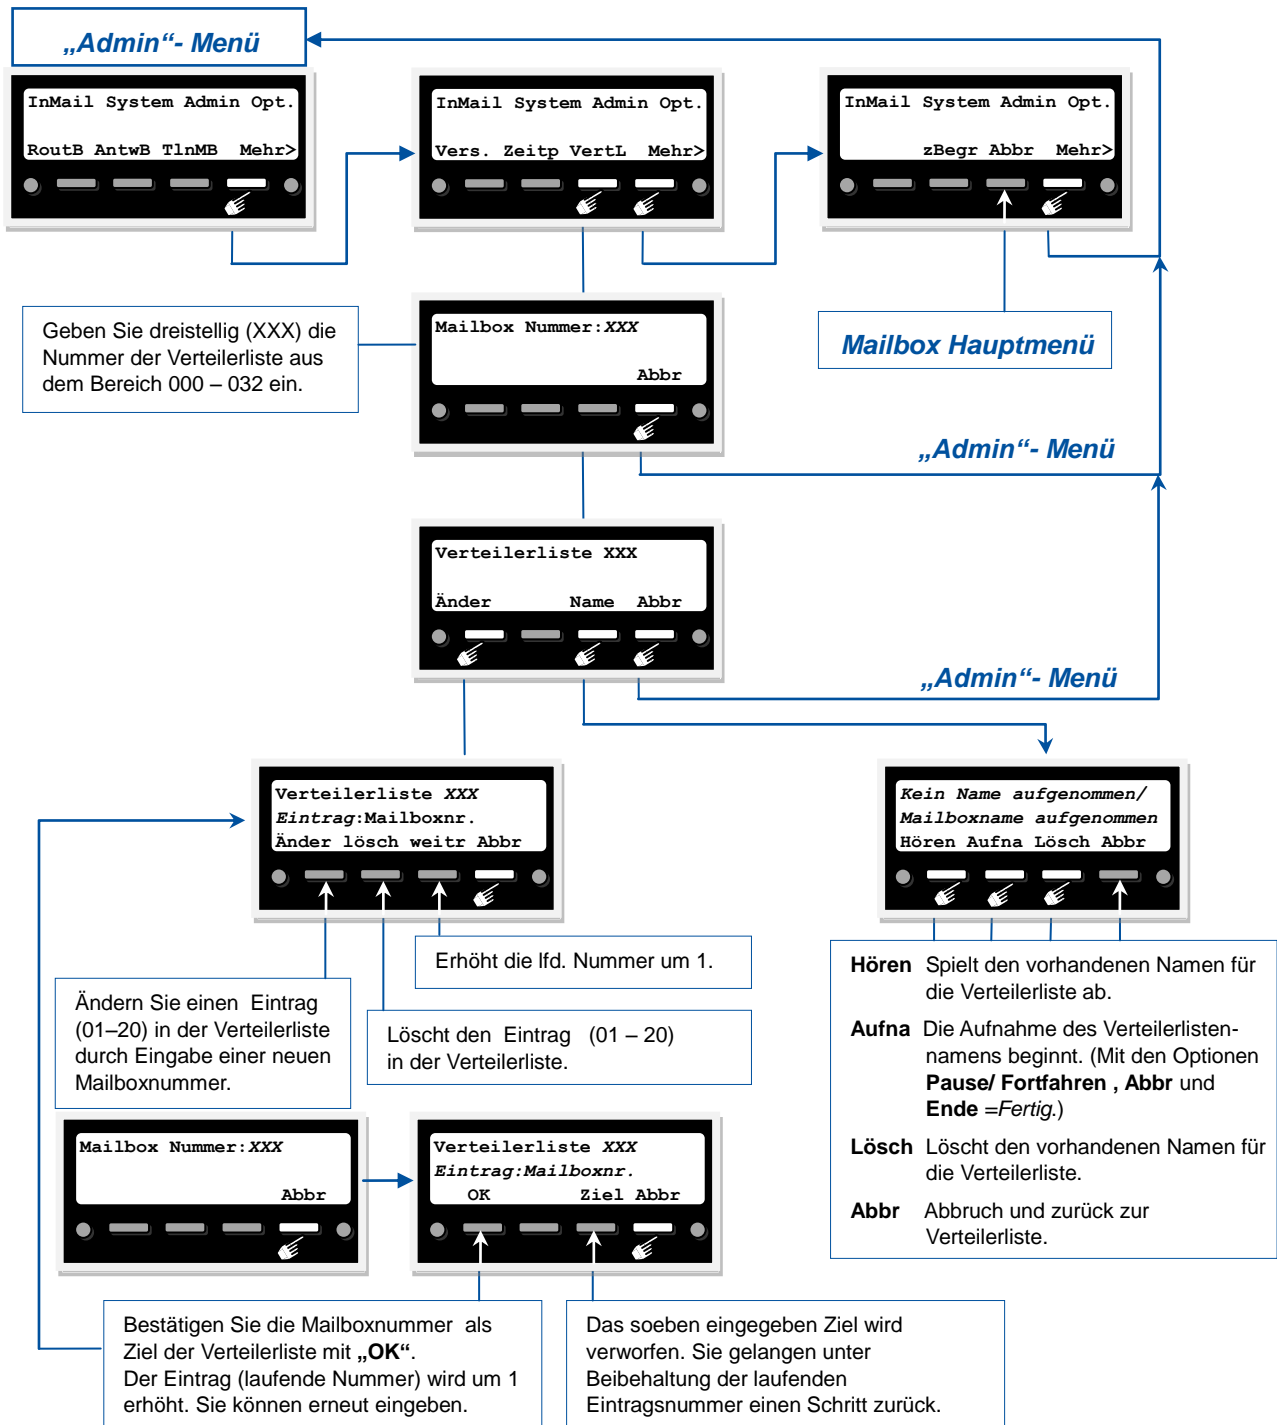 „Admin“- Menü
InMail System Admin Opt.
RoutB AntwB TlnMB Mehr>
InMail System Admin Opt.
Vers. Zeitp VertL Mehr>
InMail System Admin Opt.
zBegr Abbr Mehr>
Geben Sie dreistellig (XXX) die
Nummer der Verteilerliste aus
dem Bereich 000 – 032 ein.
Mailbox Nummer:XXX
Abbr
Mailbox Hauptmenü
„Admin“- Menü
Verteilerliste XXX
Änder Name Abbr
„Admin“- Menü
Verteilerliste XXX
Eintrag:Mailboxnr.
Änder lösch weitr Abbr
Kein Name aufgenommen/
Mailboxname aufgenommen
Hören Aufna Lösch Abbr
Erhöht die lfd. Nummer um 1.
Ändern Sie einen Eintrag
(01–20) in der Verteilerliste
durch Eingabe einer neuen
Mailboxnummer.
Löscht den Eintrag (01 – 20)
in der Verteilerliste.
Hören Spielt den vorhandenen Namen für
die Verteilerliste ab.
Aufna Die Aufnahme des Verteilerlisten-
namens beginnt. (Mit den Optionen
Pause/ Fortfahren , Abbr und
Ende =Fertig.)
Lösch Löscht den vorhandenen Namen für
die Verteilerliste.
Abbr Abbruch und zurück zur
Verteilerliste.
Mailbox Nummer:XXX
Abbr
Verteilerliste XXX
Eintrag:Mailboxnr.
OK Ziel Abbr
Bestätigen Sie die Mailboxnummer als
Ziel der Verteilerliste mit „OK“.
Der Eintrag (laufende Nummer) wird um 1
erhöht. Sie können erneut eingeben.
Das soeben eingegeben Ziel wird
verworfen. Sie gelangen unter
Beibehaltung der laufenden
Eintragsnummer einen Schritt zurück.